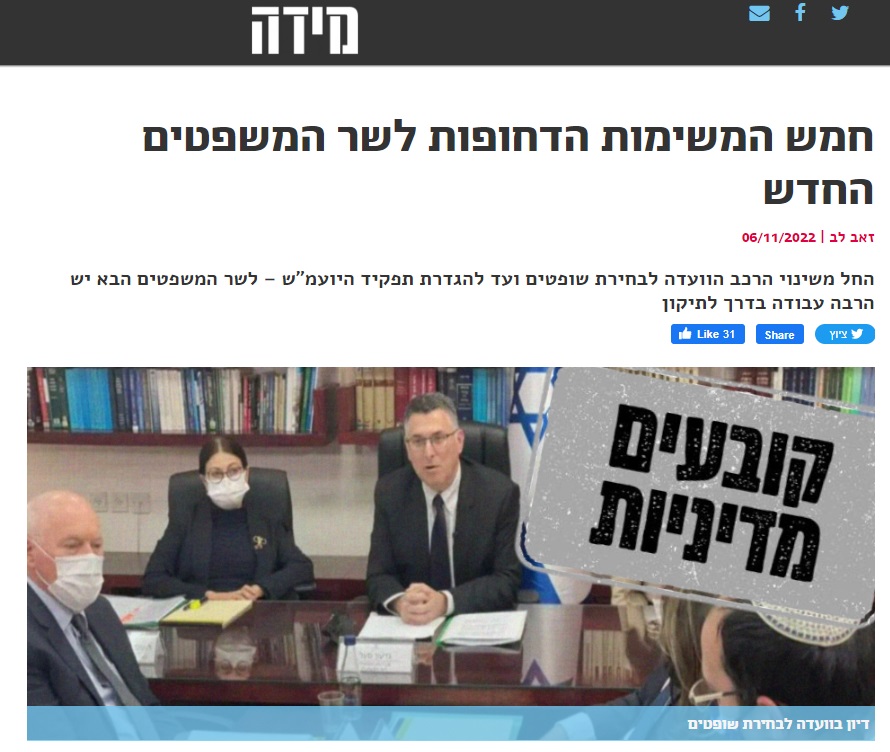 מידה
חמש המשימות הדחופות לשר המשפטים
החדש
זאב לב | 06/11/2022
החל משינוי הרכב הוועדה לבחירת שופטים ועד להגדרת תפקיד היועמ"ש – לשר המשפטים הבא יש
הרבה עבודה בדרך לתיקון
ציוץ
Share
Like 31
קובעים
מדיניות
דיון בוועדה לבחירת שופטים